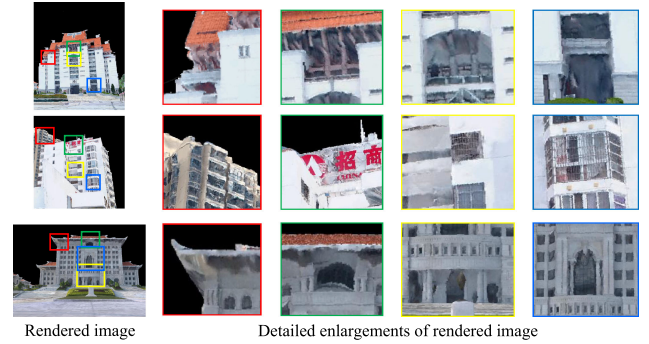 招商
Rendered image
Detailed enlargements of rendered image